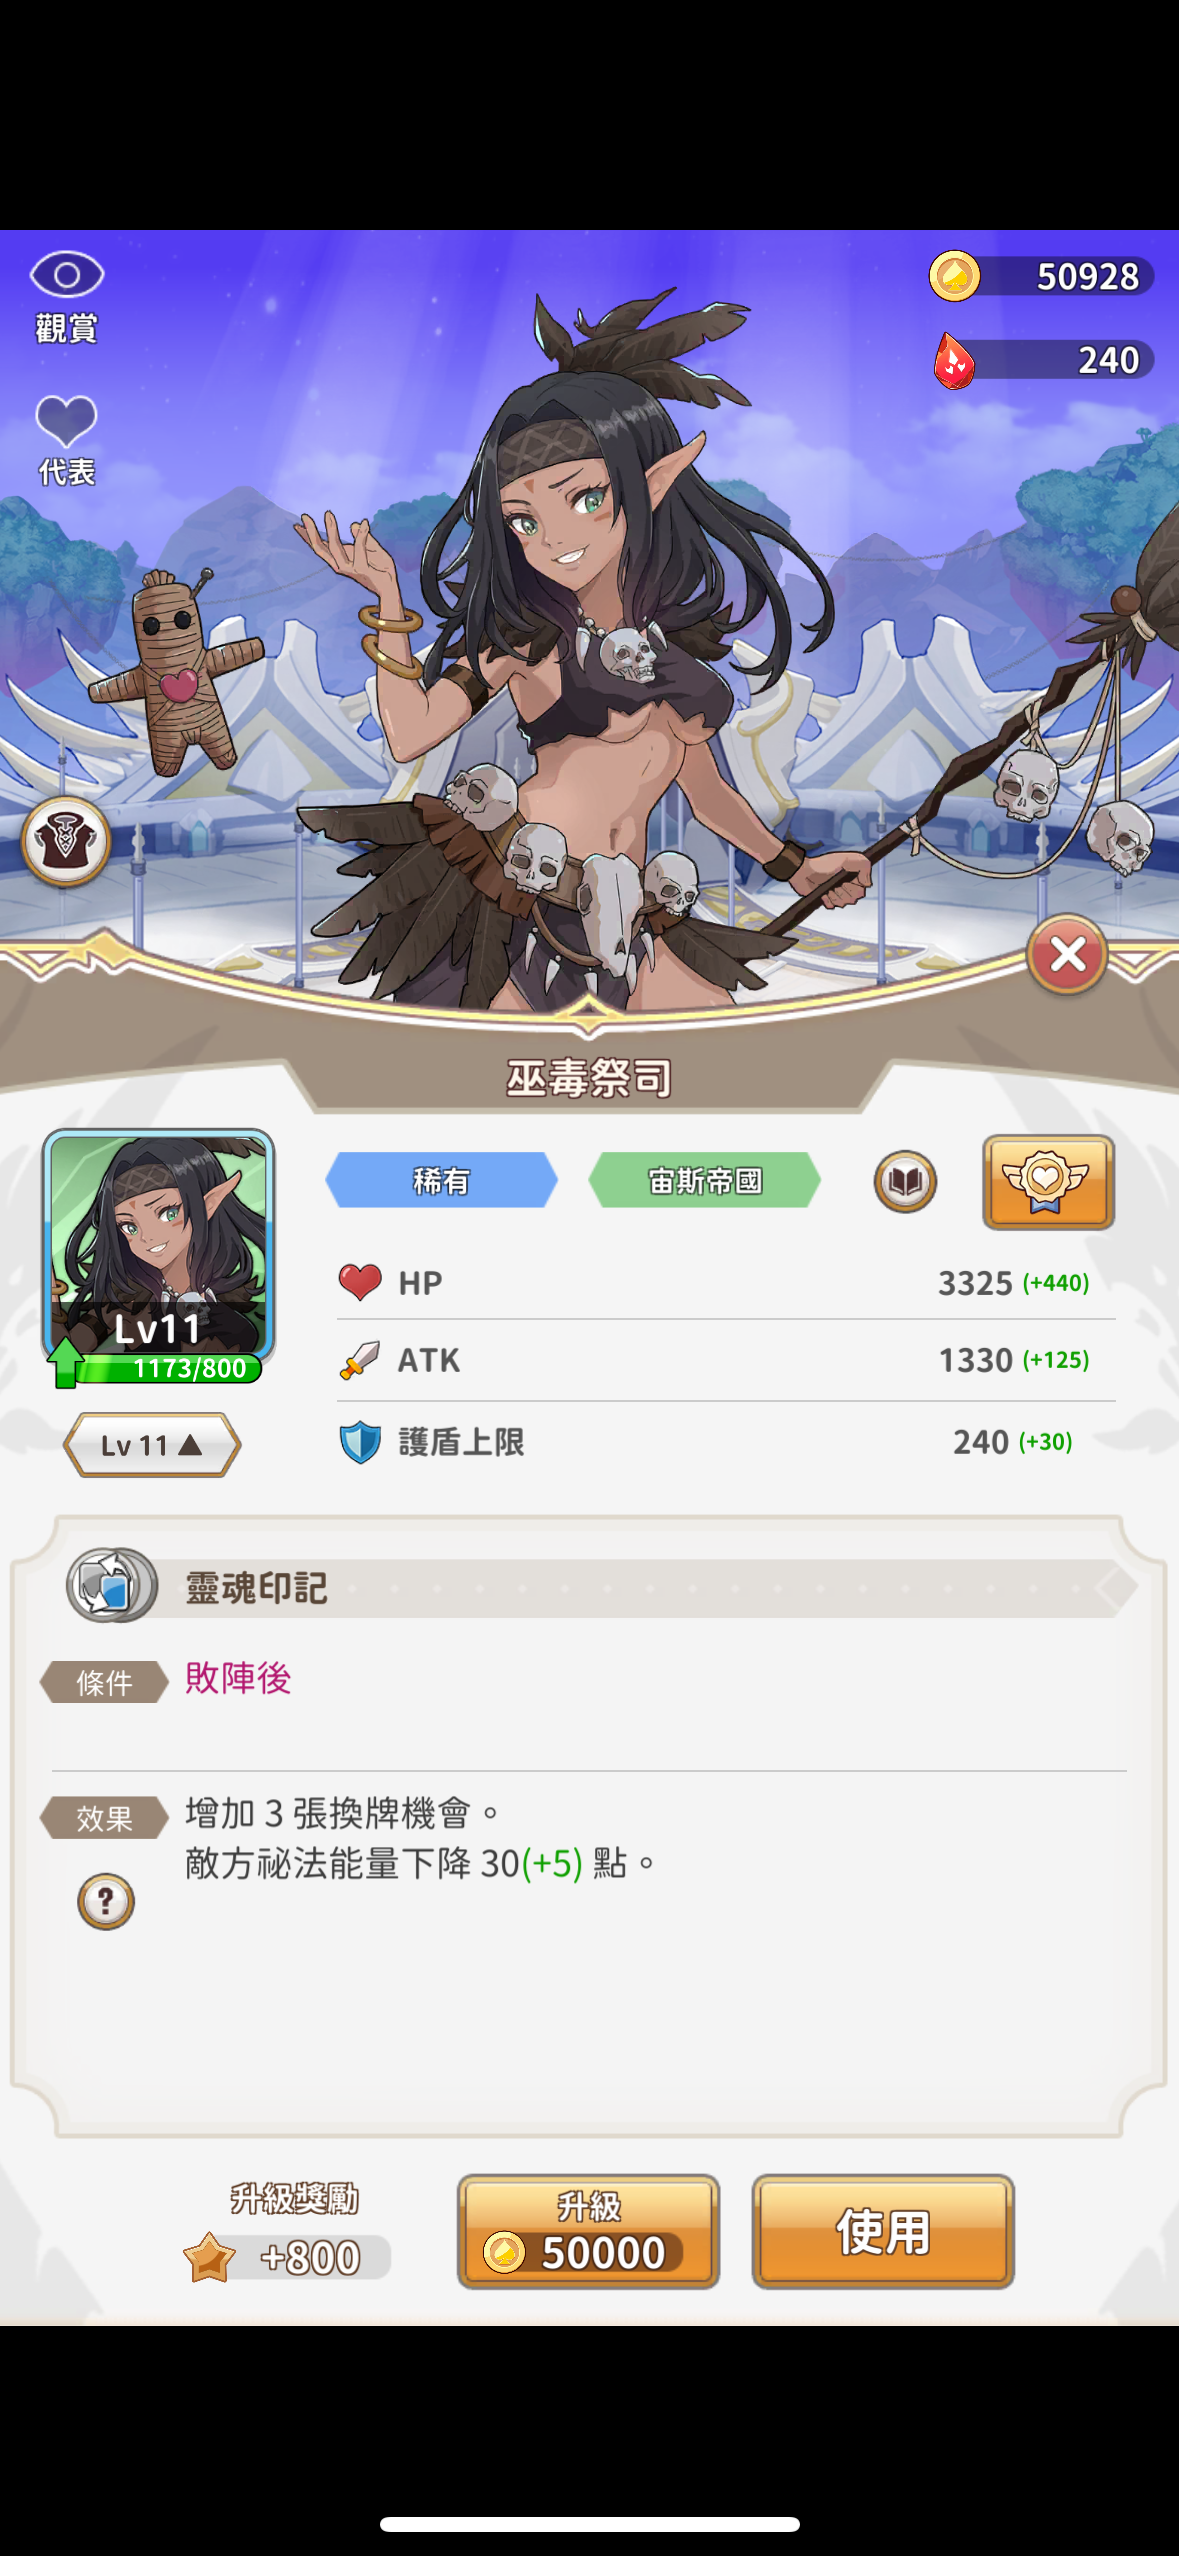 觀賞
50928
240
代表
巫毒祭司
稀有
宙斯帝國
Lv11
1173/800
Lv 11 ▲
HP
3325 (+440)
ATK
1330 (+125)
護盾上限
240 (+30)
靈魂印記
條件
敗陣後
效果
增加 3 張換牌機會。
敵方祕法能量下降 30(+5) 點。
?
升級獎勵
+800
升級
50000
使用